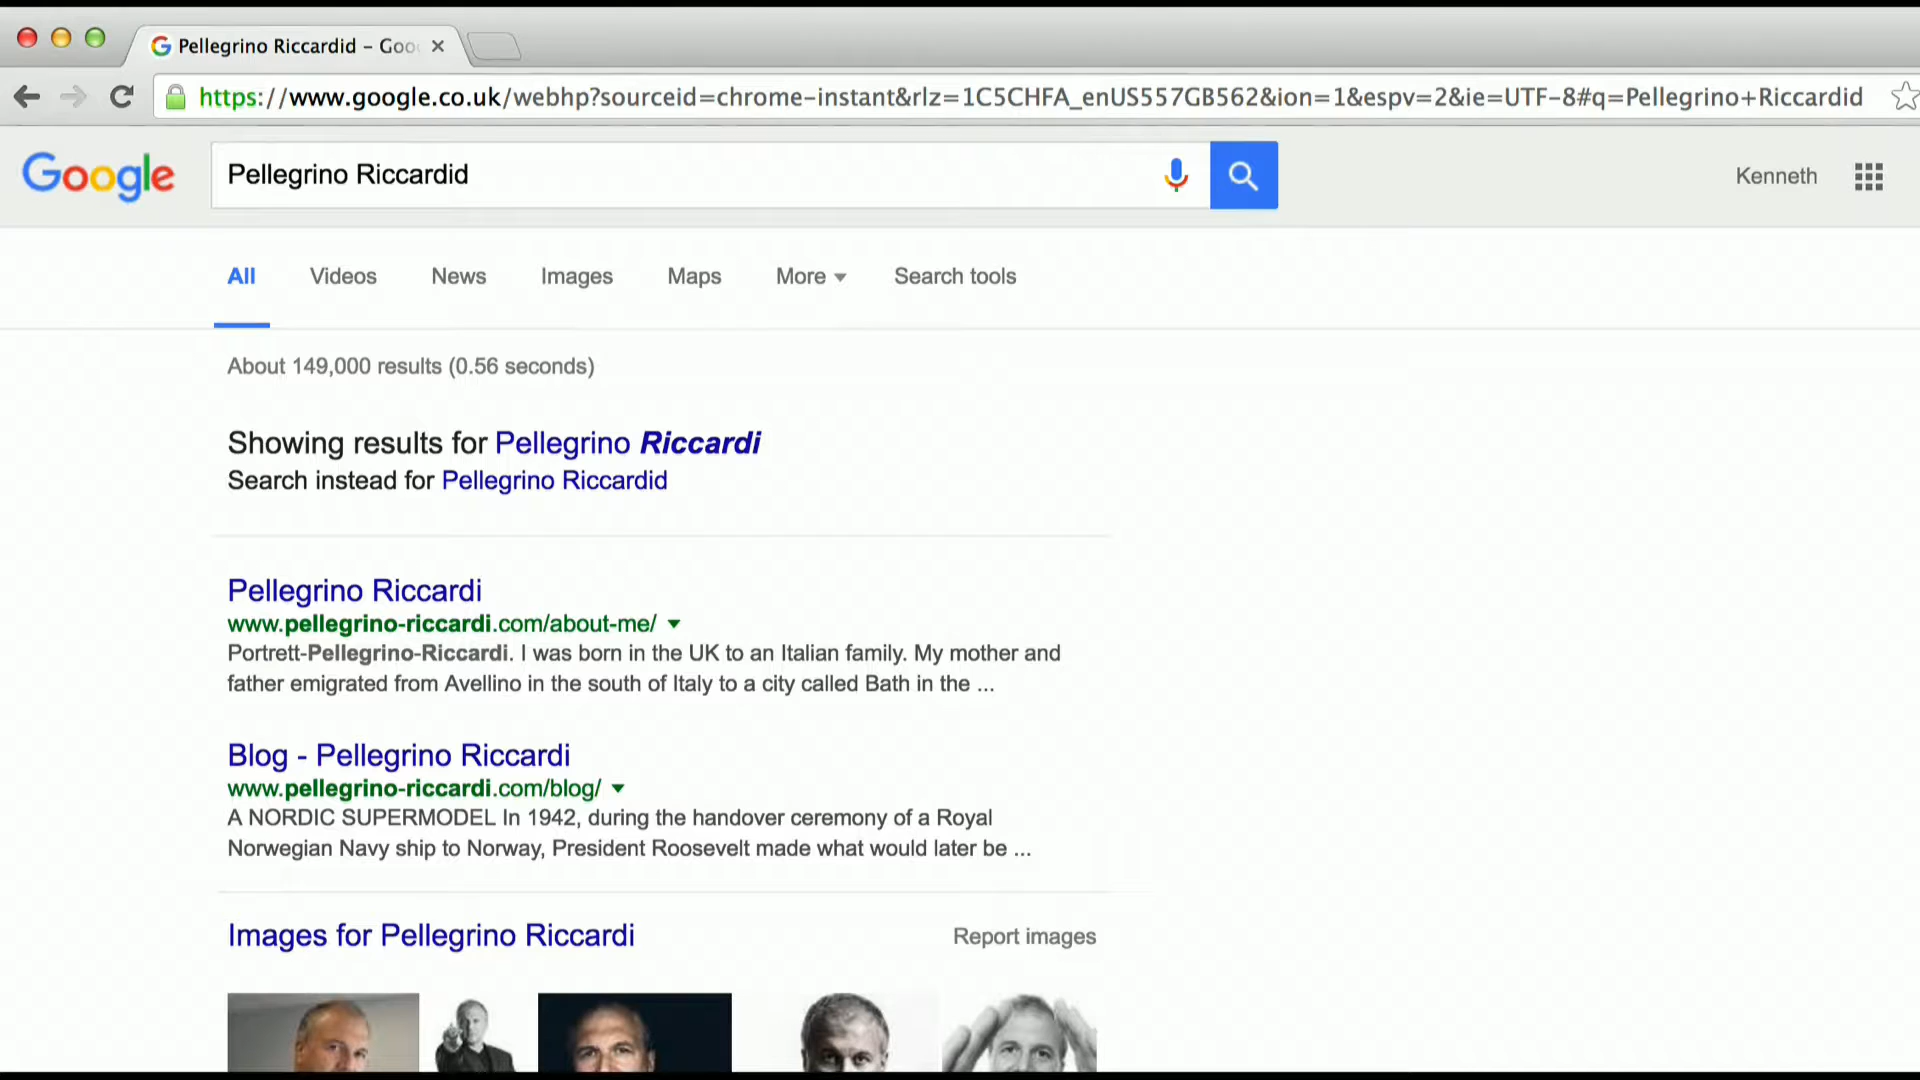 Pellegrino Riccardid – Goo
https://www.google.co.uk/webhp?sourceid=chrome-instant&rlz=1C5CHFA_enUS557GB562&ion=1&espv=2&ie=UTF-8#q=Pellegrino+Riccardid
Google
Pellegrino Riccardid
Kenneth
All Videos News Images Maps More Search tools
About 149,000 results (0.56 seconds)
Showing results for Pellegrino Riccardi
Search instead for Pellegrino Riccardid
Pellegrino Riccardi
www.pellegrino-riccardi.com/about-me/
Portrett-Pellegrino-Riccardi. I was born in the UK to an Italian family. My mother and
father emigrated from Avellino in the south of Italy to a city called Bath in the ...
Blog - Pellegrino Riccardi
www.pellegrino-riccardi.com/blog/
A NORDIC SUPERMODEL In 1942, during the handover ceremony of a Royal
Norwegian Navy ship to Norway, President Roosevelt made what would later be ...
Images for Pellegrino Riccardi
Report images